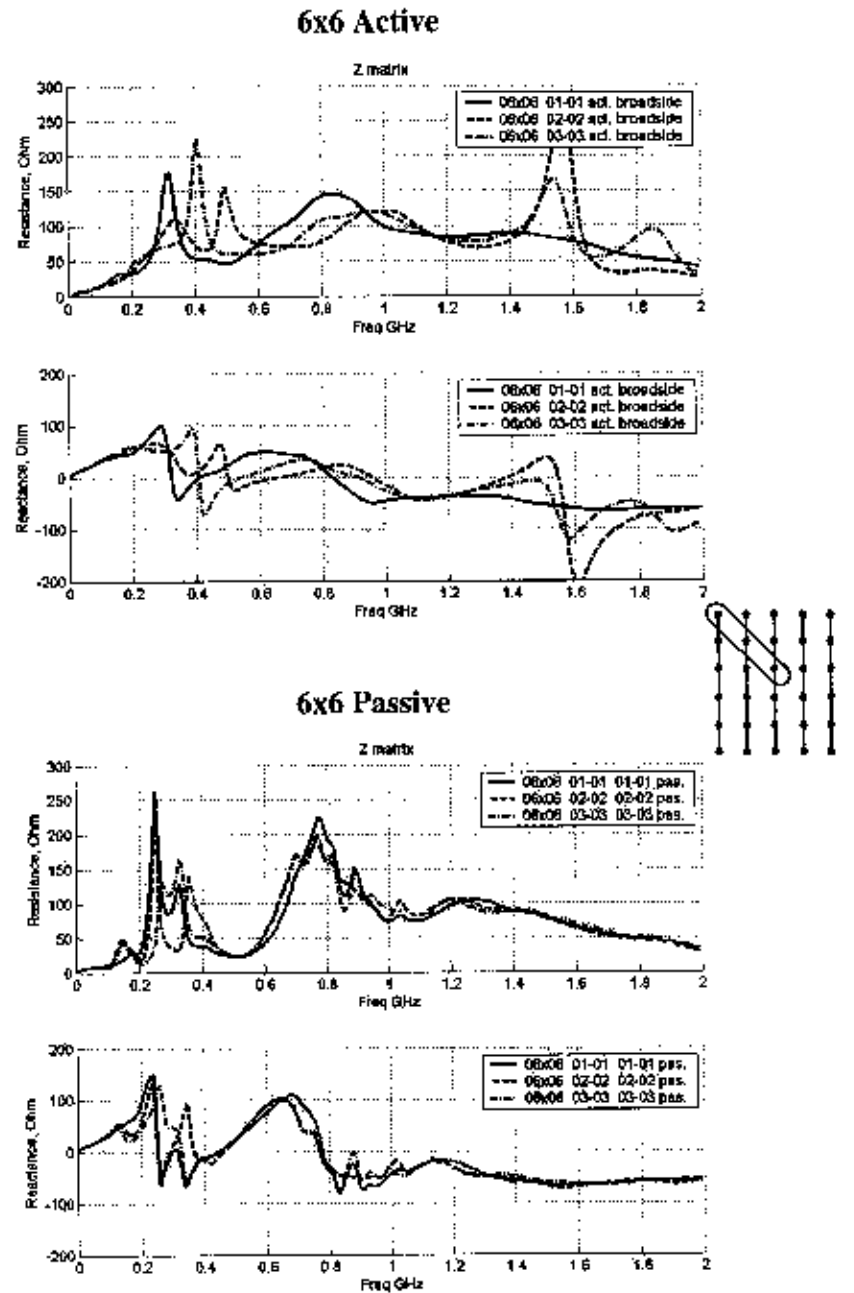 6x6 Active
Z matrix
300
250
200
150
100
50
0
Resistance, Ohm
06x06 01-01 act. broadside
06x06 02-02 act. broadside
06x06 03-03 act. broadside
0 0.2 0.4 0.6 0.8 1 1.2 1.4 1.6 1.8 2
Freq GHz
200
100
0
-100
-200
Reactance, Ohm
06x06 01-01 act. broadside
06x06 02-02 act. broadside
06x06 03-03 act. broadside
0 0.2 0.4 0.6 0.8 1 1.2 1.4 1.6 1.8 2
Freq GHz
6x6 Passive
Z matrix
300
250
200
150
100
50
0
Resistance, Ohm
06x06 01-01 01-01 pas.
06x06 02-02 02-02 pas.
06x06 03-03 03-03 pas.
0 0.2 0.4 0.6 0.8 1 1.2 1.4 1.6 1.8 2
Freq GHz
200
100
0
-100
-200
Reactance, Ohm
06x06 01-01 01-01 pas.
06x06 02-02 02-02 pas.
06x06 03-03 03-03 pas.
0 0.2 0.4 0.6 0.8 1 1.2 1.4 1.6 1.8 2
Freq GHz